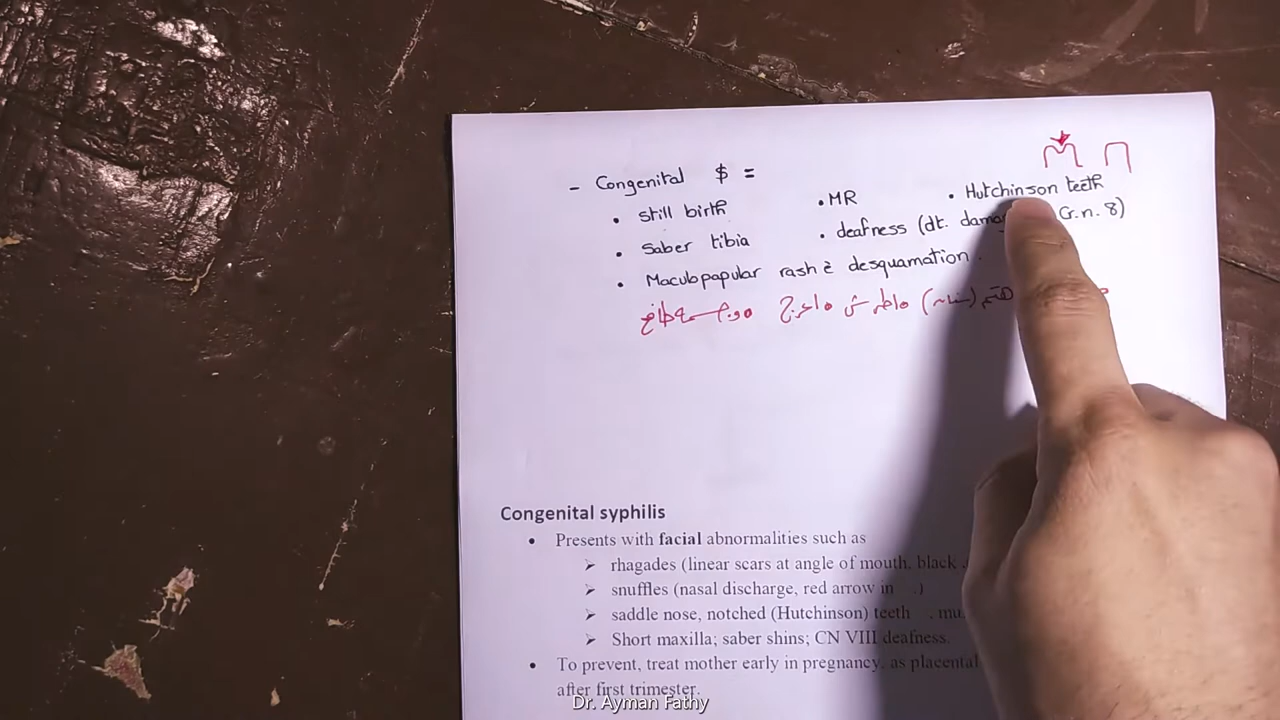 - Congenital $ =
• still birth • MR • Hutchinson teeth
• Saber tibia • deafness (dt. Cr.n. 8)
• Maculopapular rash c̄ desquamation
Congenital syphilis
• Presents with facial abnormalities such as
➢ rhagades (linear scars at angle of mouth, black
➢ snuffles (nasal discharge, red arrow in .)
➢ saddle nose, notched (Hutchinson) teeth
➢ Short maxilla; saber shins; CN VIII deafness.
• To prevent, treat mother early in pregnancy, as placental
after first trimester.
Dr. Ayman Fathy